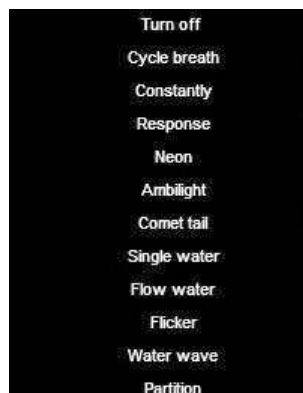 Turn off
Cycle breath
Constantly
Response
Neon
Ambilight
Comet tail
Single water
Flow water
Flicker
Water wave
Partition